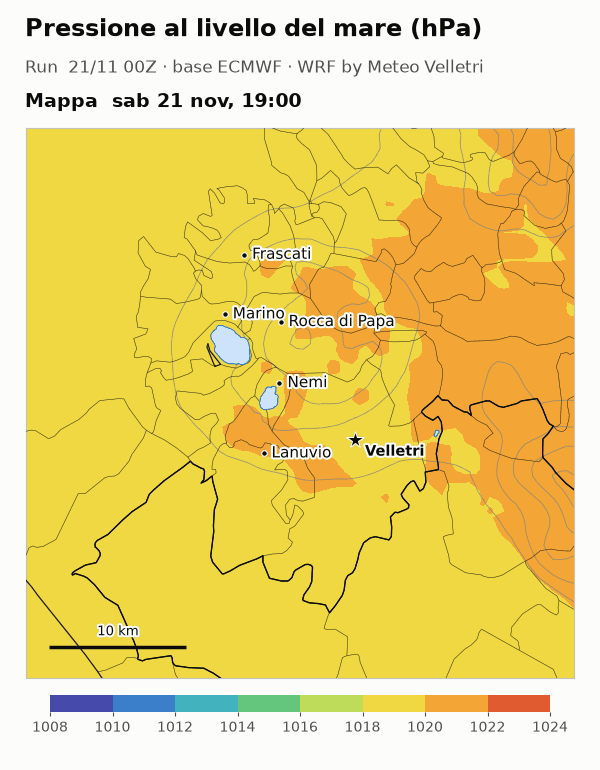 Pressione al livello del mare (hPa)
Run  21/11 00Z · base ECMWF · WRF by Meteo Velletri
Mappa  sab 21 nov, 19:00
Frascati
Marino
Rocca di Papa
Nemi
Velletri
Lanuvio
10 km
1008 1010 1012 1014 1016 1018 1020 1022 1024